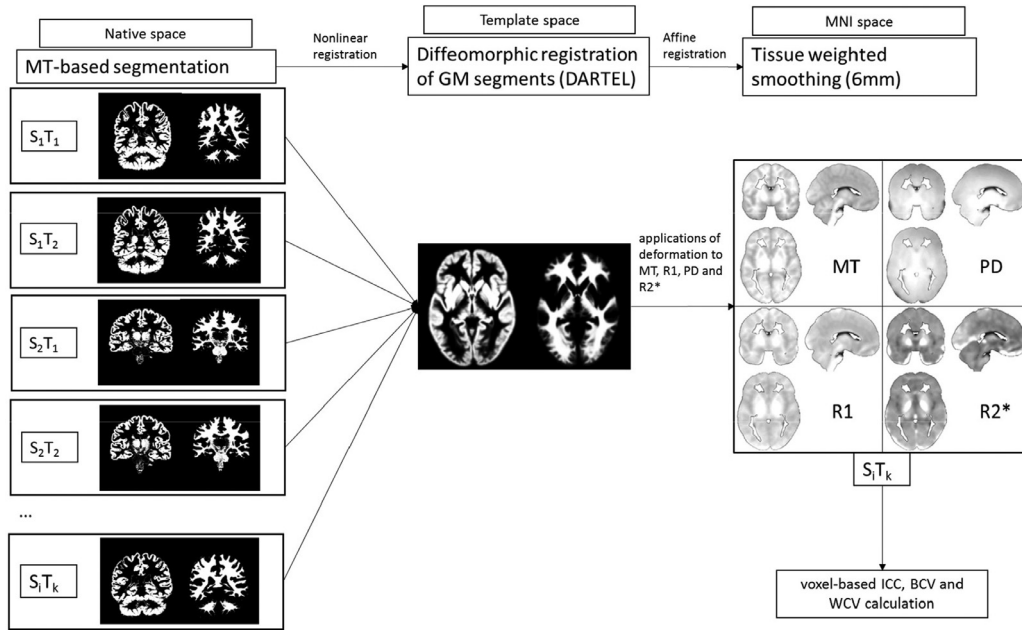 Native space
MT-based segmentation
Nonlinear
registration
Template space
Diffeomorphic registration
of GM segments (DARTEL)
Affine
registration
MNI space
Tissue weighted
smoothing (6mm)
S₁T₁
S₁T₂
S₂T₁
S₂T₂
...
SᵢTₖ
applications of
deformation to
MT, R1, PD and
R2*
MT
PD
R1
R2*
SᵢTₖ
voxel-based ICC, BCV and
WCV calculation